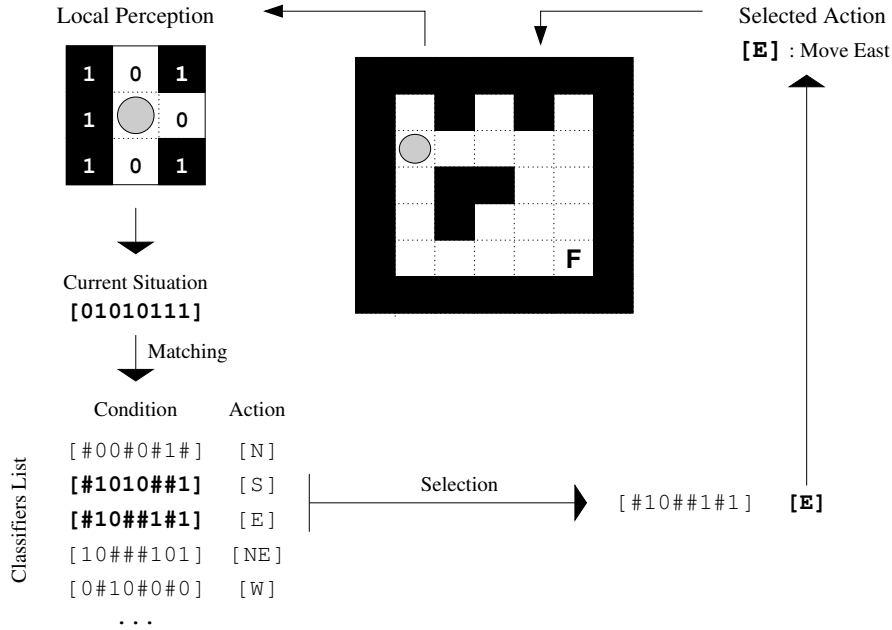 Local Perception
1 0 1
1 0
1 0 1
Current Situation
[01010111]
Matching
Condition Action
Classifiers List
[#00#0#1#] [N]
[#1010##1] [S]
[#10##1#1] [E]
[10###101] [NE]
[0#10#0#0] [W]
...
F
Selection
[#10##1#1] [E]
Selected Action
[E] : Move East